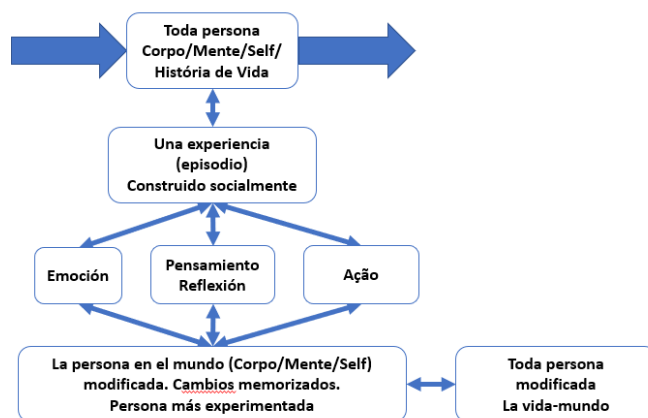 Toda persona
Corpo/Mente/Self/
História de Vida
Una experiencia
(episodio)
Construido socialmente
Emoción
Pensamiento
Reflexión
Ação
La persona en el mundo (Corpo/Mente/Self)
modificada. Cambios memorizados.
Persona más experimentada
Toda persona
modificada
La vida-mundo